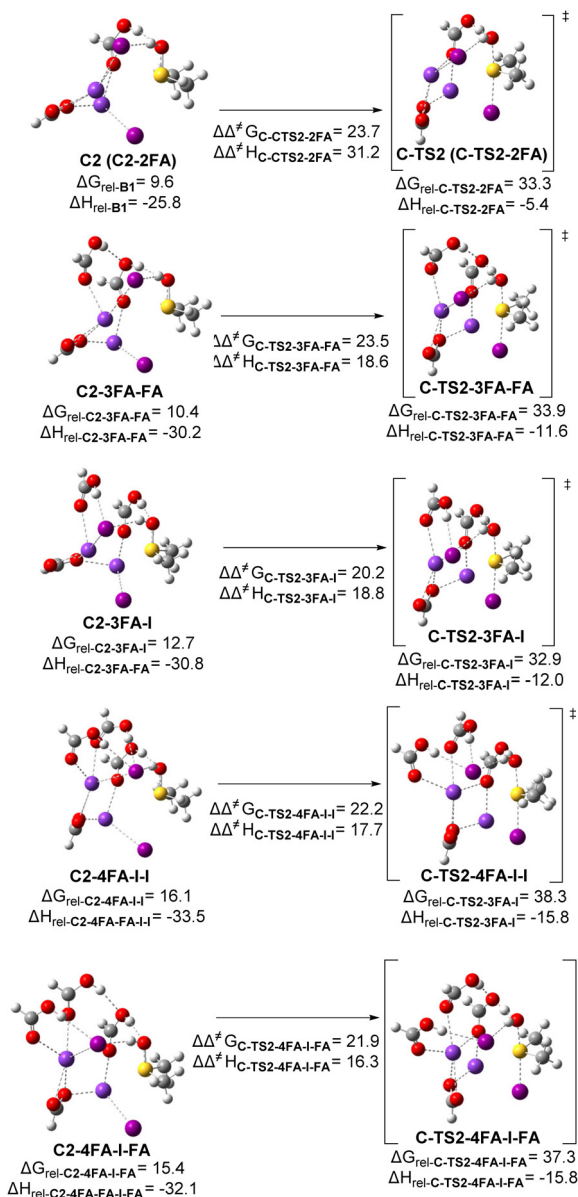 ‡
ΔΔ≠GC-CTS2-2FA= 23.7
ΔΔ≠HC-CTS2-2FA= 31.2
C2 (C2-2FA)
ΔGrel-B1= 9.6
ΔHrel-B1= -25.8
C-TS2 (C-TS2-2FA)
ΔGrel-C-TS2-2FA= 33.3
ΔHrel-C-TS2-2FA= -5.4
‡
ΔΔ≠GC-TS2-3FA-FA= 23.5
ΔΔ≠HC-TS2-3FA-FA= 18.6
C2-3FA-FA
ΔGrel-C2-3FA-FA= 10.4
ΔHrel-C2-3FA-FA= -30.2
C-TS2-3FA-FA
ΔGrel-C-TS2-3FA-FA= 33.9
ΔHrel-C-TS2-3FA-FA= -11.6
‡
ΔΔ≠GC-TS2-3FA-I= 20.2
ΔΔ≠HC-TS2-3FA-I= 18.8
C2-3FA-I
ΔGrel-C2-3FA-I= 12.7
ΔHrel-C2-3FA-FA= -30.8
C-TS2-3FA-I
ΔGrel-C-TS2-3FA-I= 32.9
ΔHrel-C-TS2-3FA-I= -12.0
‡
ΔΔ≠GC-TS2-4FA-I-I= 22.2
ΔΔ≠HC-TS2-4FA-I-I= 17.7
C2-4FA-I-I
ΔGrel-C2-4FA-I-I= 16.1
ΔHrel-C2-4FA-FA-I-I= -33.5
C-TS2-4FA-I-I
ΔGrel-C-TS2-3FA-I= 38.3
ΔHrel-C-TS2-3FA-I= -15.8
ΔΔ≠GC-TS2-4FA-I-FA= 21.9
ΔΔ≠HC-TS2-4FA-I-FA= 16.3
C2-4FA-I-FA
ΔGrel-C2-4FA-I-FA= 15.4
ΔHrel-C2-4FA-FA-I-FA= -32.1
C-TS2-4FA-I-FA
ΔGrel-C-TS2-4FA-I-FA= 37.3
ΔHrel-C-TS2-4FA-I-FA= -15.8